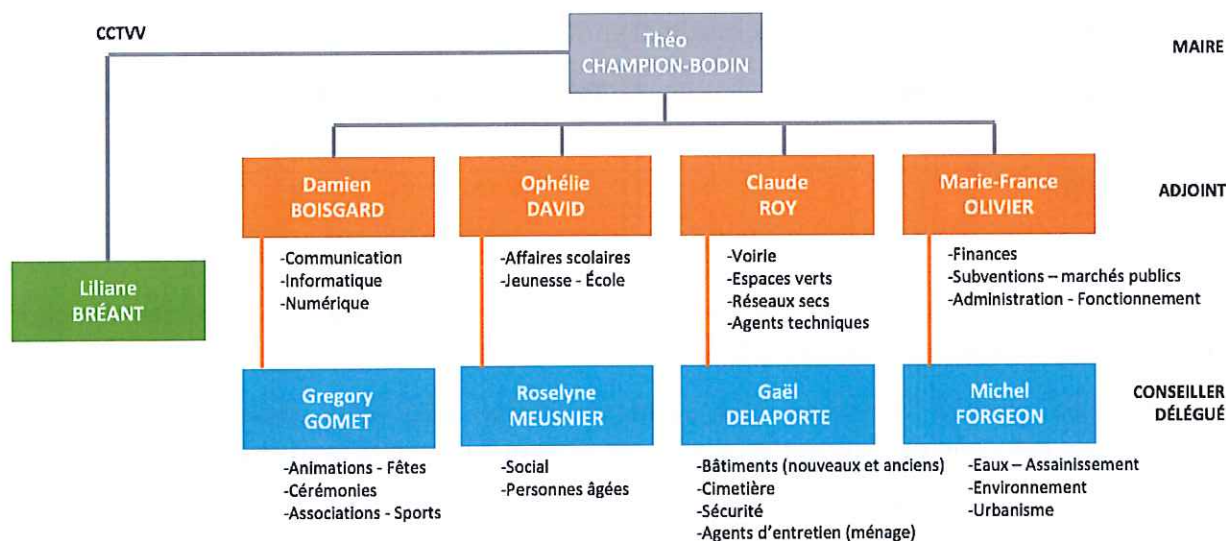 CCTVV
Théo
CHAMPION-BODIN
MAIRE
Damien
BOISGARD
Ophélie
DAVID
Claude
ROY
Marie-France
OLIVIER
ADJOINT
-Communication
-Informatique
-Numérique
-Affaires scolaires
-Jeunesse - École
-Voirie
-Espaces verts
-Réseaux secs
-Agents techniques
-Finances
-Subventions – marchés publics
-Administration - Fonctionnement
Liliane
BRÉANT
Gregory
GOMET
Roselyne
MEUSNIER
Gaël
DELAPORTE
Michel
FORGEON
CONSEILLER
DÉLÉGUÉ
-Animations - Fêtes
-Cérémonies
-Associations - Sports
-Social
-Personnes âgées
-Bâtiments (nouveaux et anciens)
-Cimetière
-Sécurité
-Agents d'entretien (ménage)
-Eaux – Assainissement
-Environnement
-Urbanisme